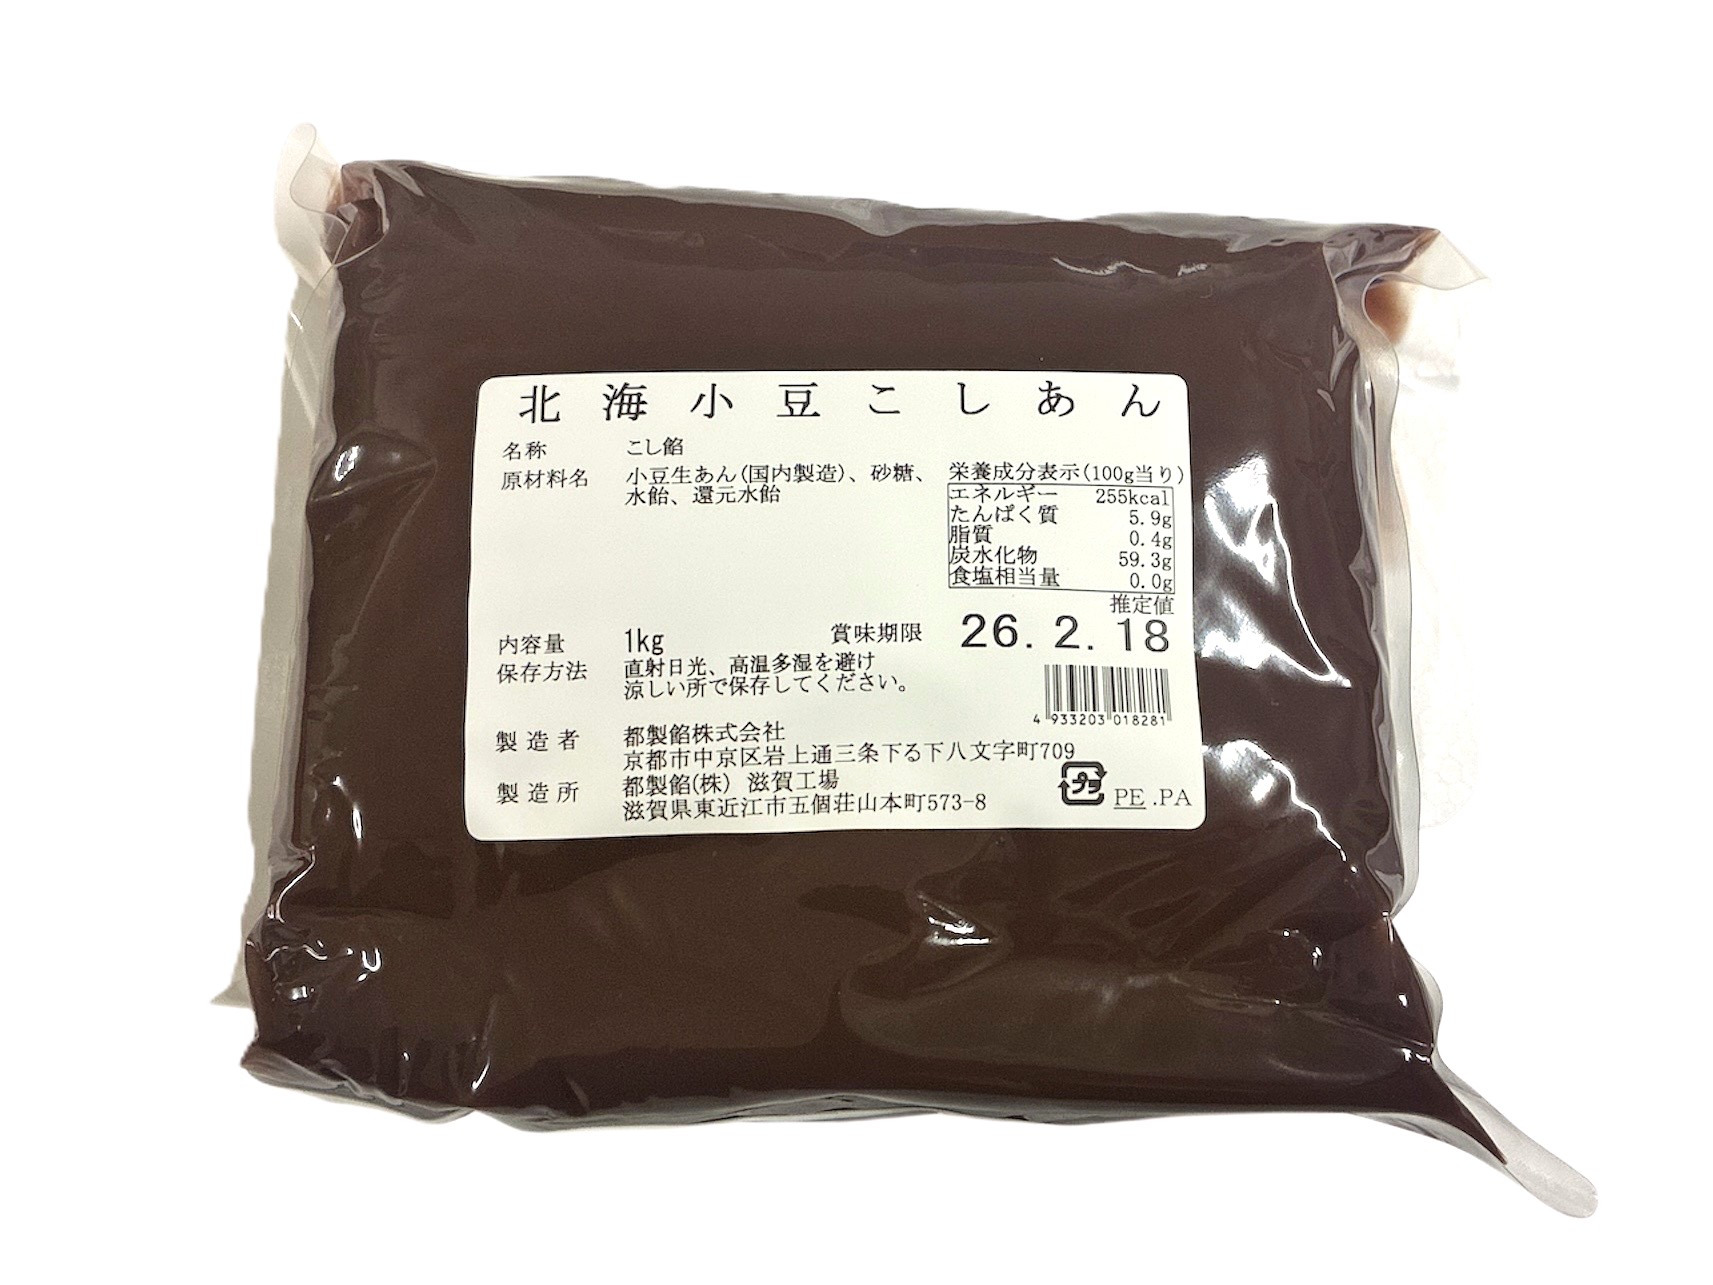 北海小豆こしあん
名称 こし餡
原材料名 小豆生あん(国内製造)、砂糖、
水飴、還元水飴
栄養成分表示(100g当り)
エネルギー 255kcal
たんぱく質 5.9g
脂質 0.4g
炭水化物 59.3g
食塩相当量 0.0g
推定値
内容量 1kg
賞味期限 26.2.18
保存方法 直射日光、高温多湿を避け
涼しい所で保存してください。
4 933203 018281
製造者 都製餡株式会社
京都市中京区岩上通三条下る下八文字町709
製造所 都製餡(株) 滋賀工場
滋賀県東近江市五個荘山本町573-8
プラ PE.PA